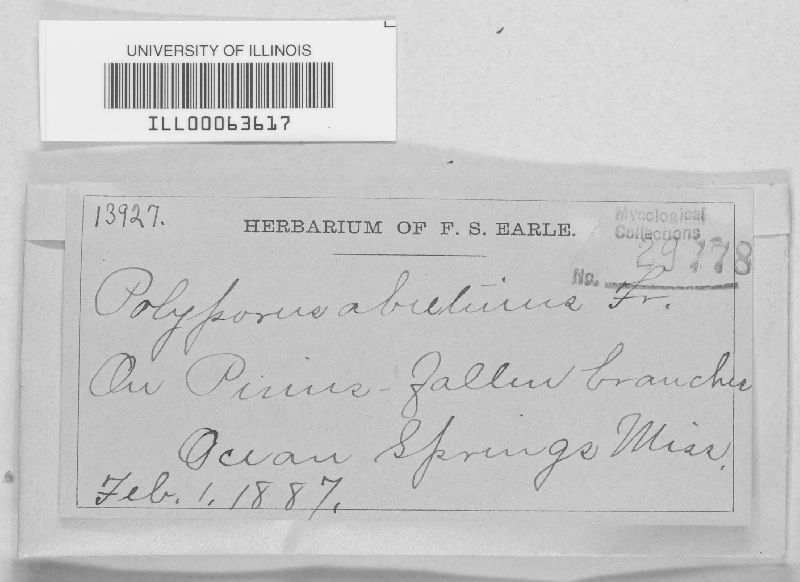 UNIVERSITY OF ILLINOIS
ILL00063617
13927.
HERBARIUM OF F. S. EARLE.
Mycological
Collections
No. 29778
Polyporus abietinus Fr.
On Pinus - fallen branches
Ocean Springs Miss.
Feb. 1. 1887.